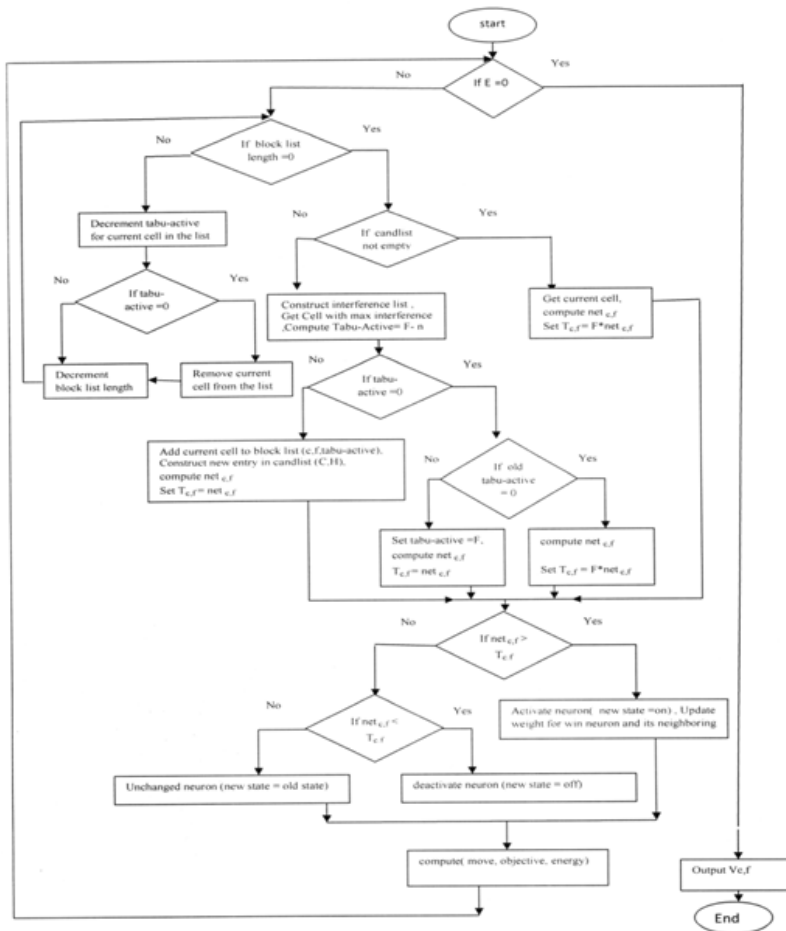 start
Yes
No
If E =0
No
Yes
If block list
length =0
No
Yes
Decrement tabu-active
for current cell in the list
If candlist
not empty
No
Yes
If tabu-
active =0
Construct interference list ,
Get Cell with max interference
,Compute Tabu-Active= F- n
Get current cell,
compute net c,f
Set Tc,f= F*net c,f
Decrement
block list length
Remove current
cell from the list
No
Yes
If tabu-
active =0
Add current cell to block list (c,f,tabu-active),
Construct new entry in candlist (C,H),
compute net c,f
Set Tc,f= net c,f
No
Yes
If old
tabu-active
= 0
Set tabu-active =F,
compute net c,f
Tc,f= net c,f
compute net c,f
Set Tc,f = F*net c,f
No
Yes
If net c,f >
Tc f
No
Yes
If net c,f <
Tc f
Activate neuron( new state =on) , Update
weight for win neuron and its neighboring
Unchanged neuron (new state = old state)
deactivate neuron (new state = off)
compute( move, objective, energy)
Output Vc,f
End